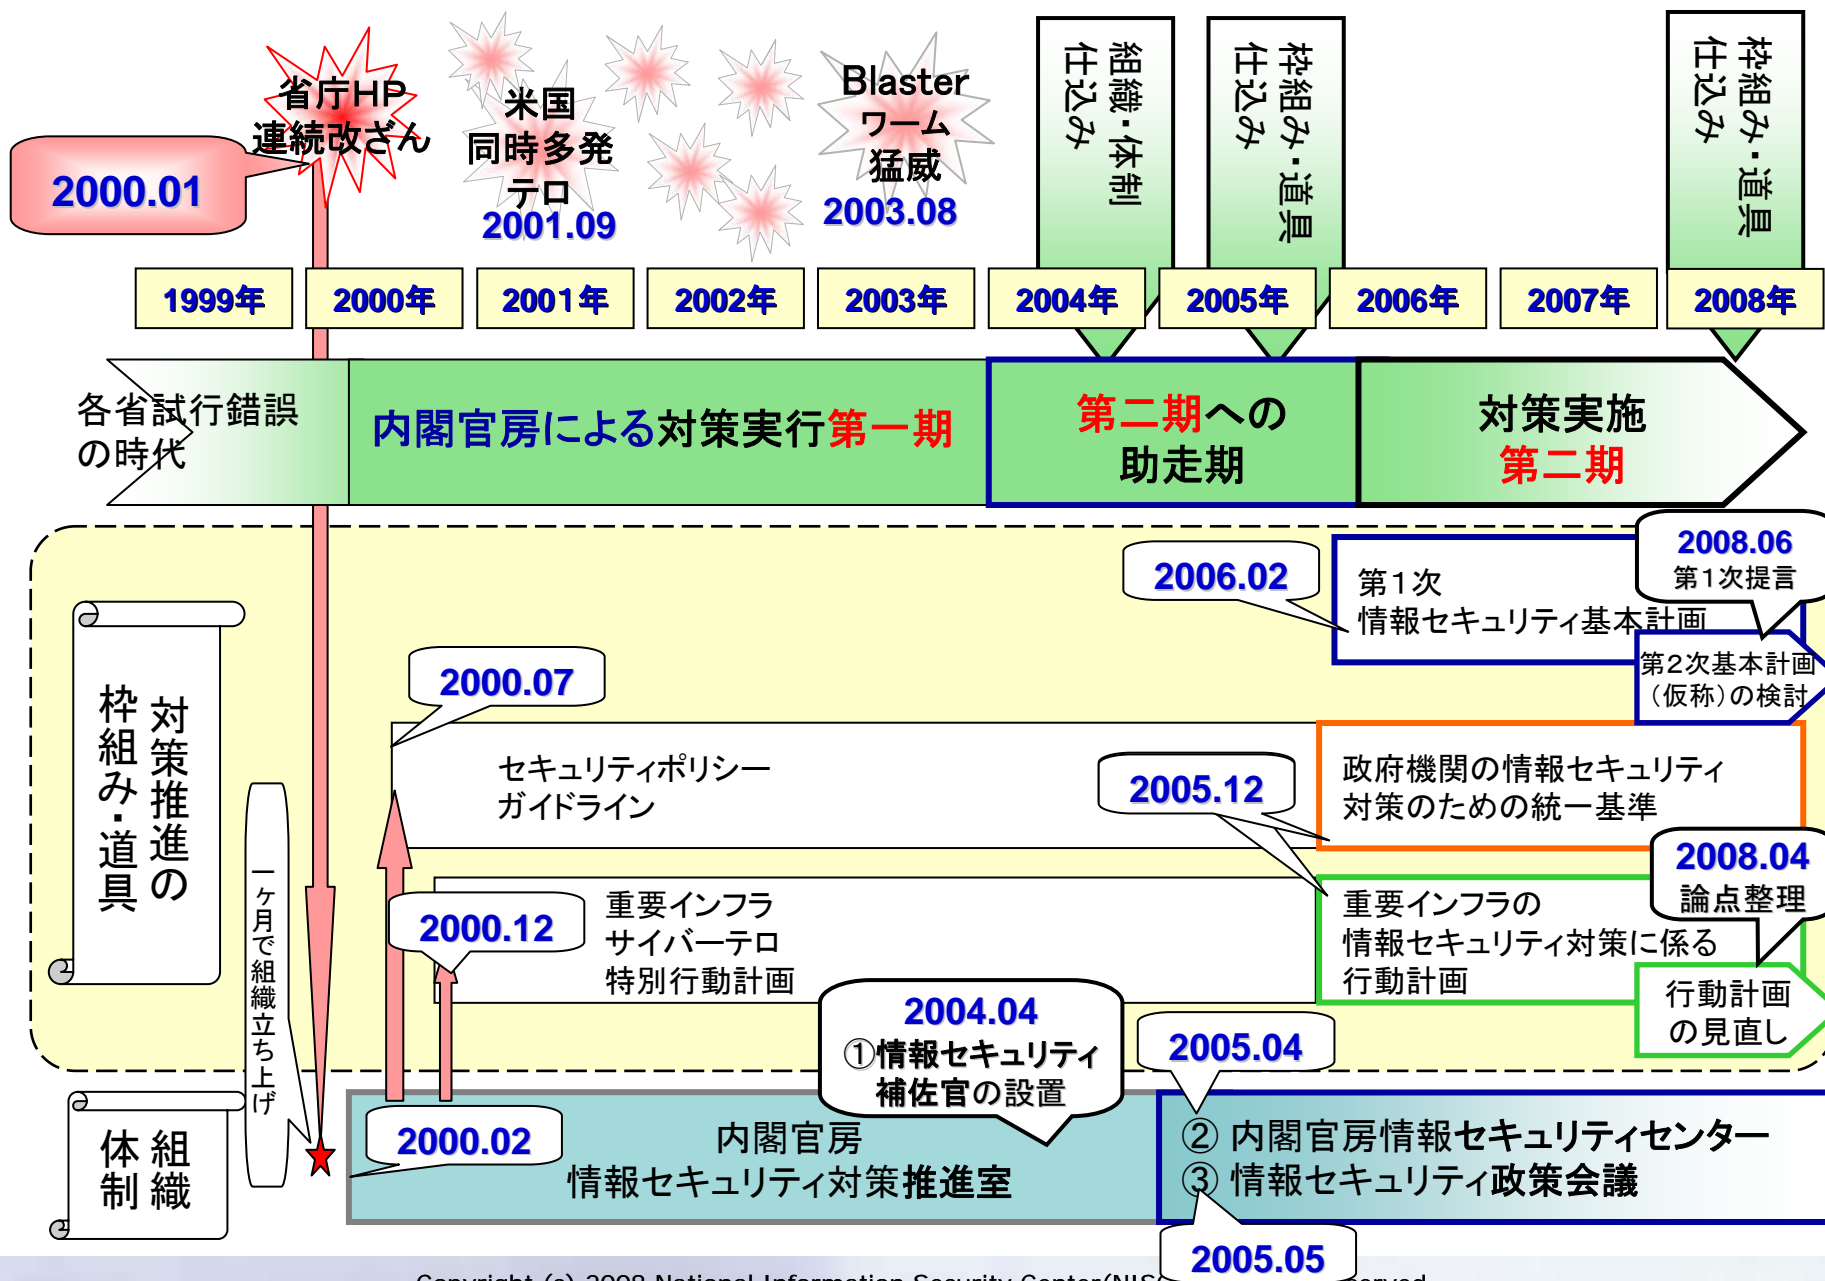 省庁HP
連続改ざん
2000.01
米国
同時多発
テロ
2001.09
Blaster
ワーム
猛威
2003.08
組織・体制
仕込み
枠組み・道具
仕込み
枠組み・道具
仕込み
1999年
2000年
2001年
2002年
2003年
2004年
2005年
2006年
2007年
2008年
各省試行錯誤
の時代
内閣官房による対策実行第一期
第二期への
助走期
対策実施
第二期
対策推進の
枠組み・道具
2006.02
第1次
情報セキュリティ基本計画
2008.06
第1次提言
第2次基本計画
(仮称)の検討
2000.07
セキュリティポリシー
ガイドライン
2005.12
政府機関の情報セキュリティ
対策のための統一基準
2000.12
重要インフラ
サイバーテロ
特別行動計画
重要インフラの
情報セキュリティ対策に係る
行動計画
2008.04
論点整理
行動計画
の見直し
一ヶ月で組織立ち上げ
組織
体制
2000.02
内閣官房
情報セキュリティ対策推進室
2004.04
①情報セキュリティ
補佐官の設置
2005.04
② 内閣官房情報セキュリティセンター
③ 情報セキュリティ政策会議
2005.05
Copyright (c) 2008 National Information Security Center(NIS